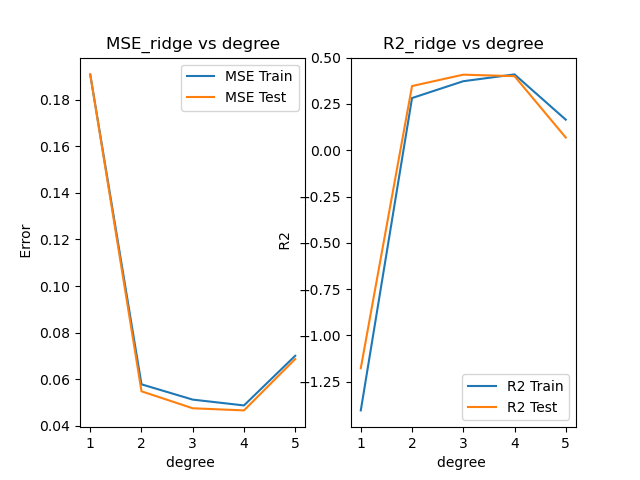 MSE_ridge vs degree
MSE Train
MSE Test
0.18
0.16
0.14
0.12
0.10
0.08
0.06
0.04
Error
1 2 3 4 5
degree
R2_ridge vs degree
0.50
0.25
0.00
−0.25
−0.50
−0.75
−1.00
−1.25
R2
R2 Train
R2 Test
1 2 3 4 5
degree